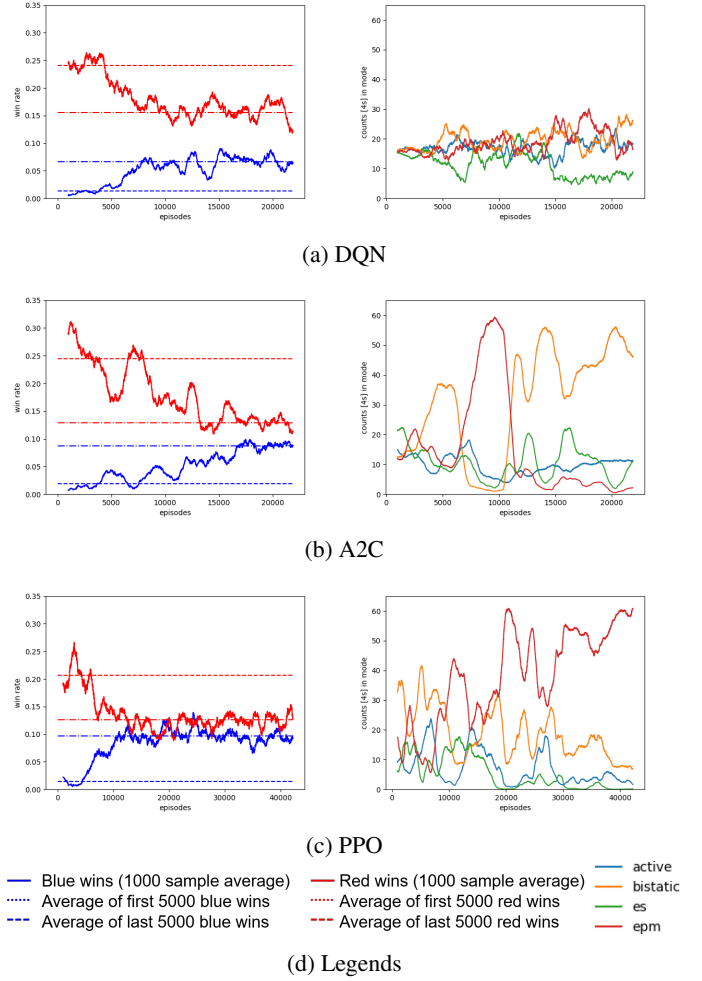 0.35
0.30
0.25
0.20
0.15
0.10
0.05
0.00
win rate
0 5000 10000 15000 20000
episodes
60
50
40
30
20
10
0
counts [4s] in mode
0 5000 10000 15000 20000
episodes
(a) DQN
0.35
0.30
0.25
0.20
0.15
0.10
0.05
0.00
win rate
0 5000 10000 15000 20000
episodes
60
50
40
30
20
10
0
counts [4s] in mode
0 5000 10000 15000 20000
episodes
(b) A2C
0.35
0.30
0.25
0.20
0.15
0.10
0.05
0.00
win rate
0 10000 20000 30000 40000
episodes
60
50
40
30
20
10
0
counts [4s] in mode
0 10000 20000 30000 40000
episodes
(c) PPO
Blue wins (1000 sample average)
Average of first 5000 blue wins
Average of last 5000 blue wins
Red wins (1000 sample average)
Average of first 5000 red wins
Average of last 5000 red wins
active
bistatic
es
epm
(d) Legends